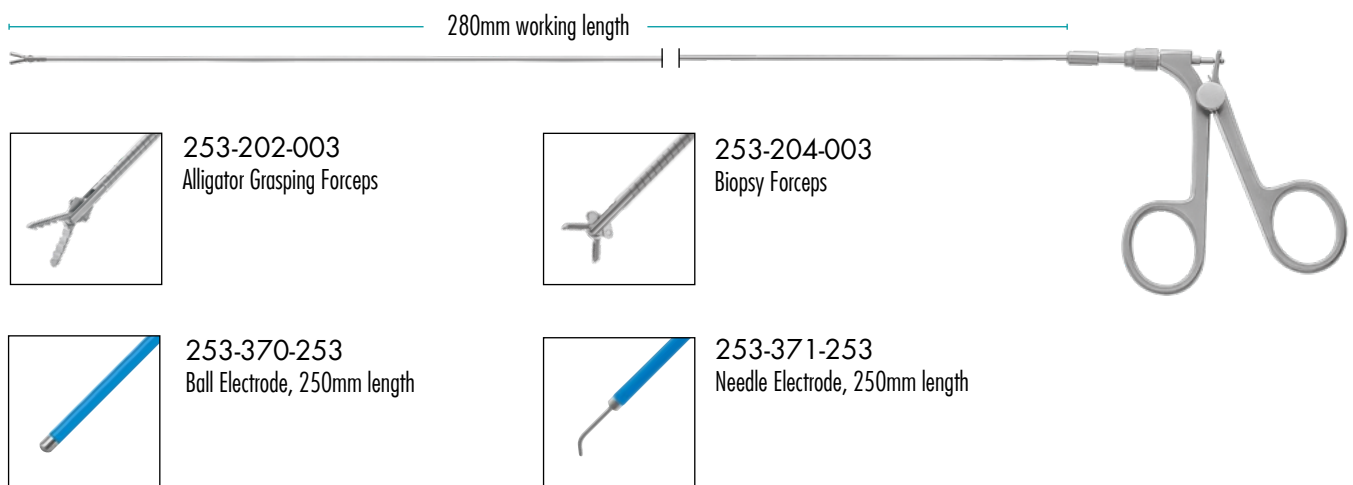 280mm working length
253-202-003
Alligator Grasping Forceps
253-204-003
Biopsy Forceps
253-370-253
Ball Electrode, 250mm length
253-371-253
Needle Electrode, 250mm length